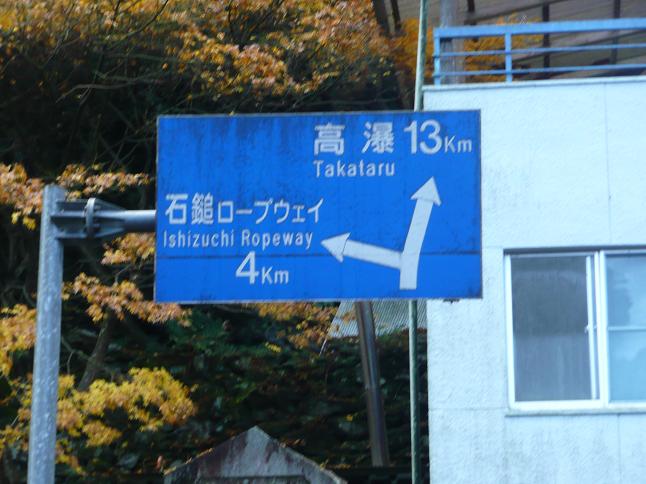 高瀑 13Km
Takataru
石鎚ロープウェイ
Ishizuchi Ropeway
4Km